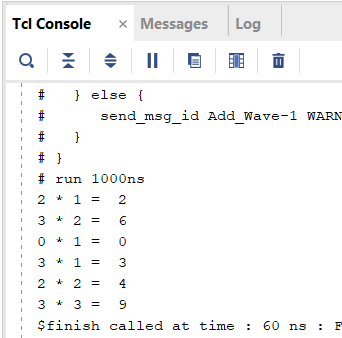 Tcl Console × Messages Log
# } else {
# send_msg_id Add_Wave-1 WARN
# }
# }
# run 1000ns
2 * 1 = 2
3 * 2 = 6
0 * 1 = 0
3 * 1 = 3
2 * 2 = 4
3 * 3 = 9
$finish called at time : 60 ns : F